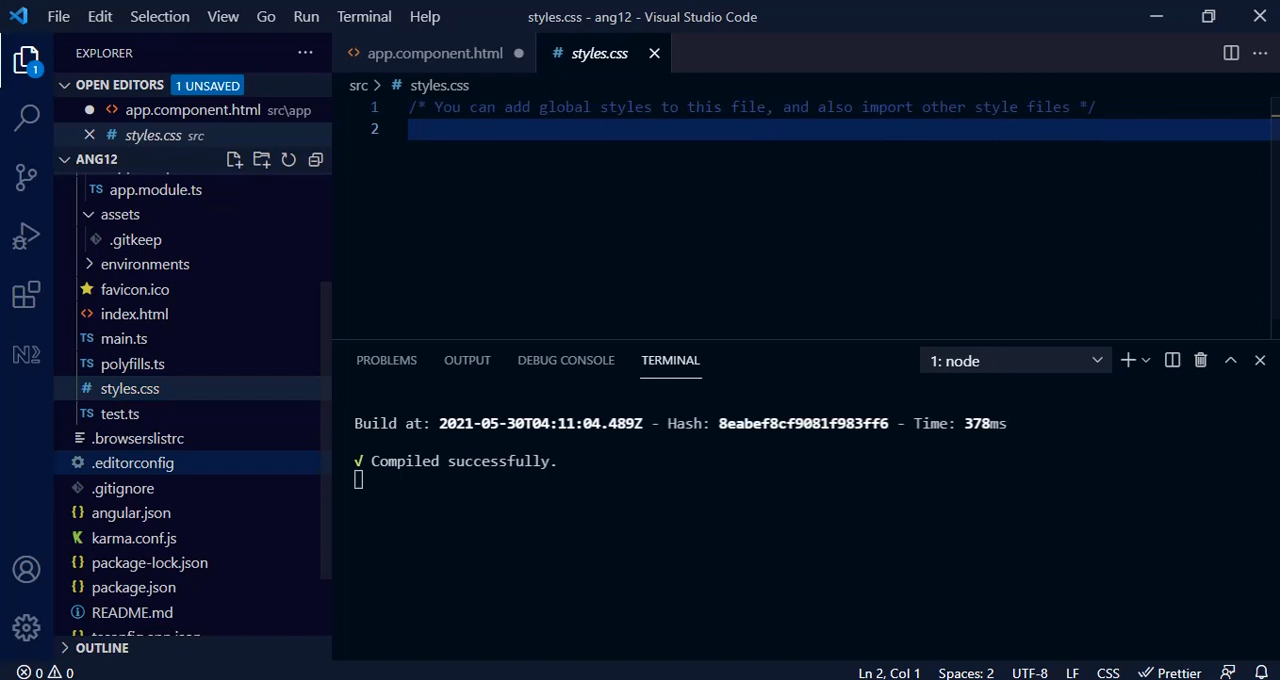 File Edit Selection View Go Run Terminal Help styles.css - ang12 - Visual Studio Code
EXPLORER
app.component.html # styles.css
OPEN EDITORS 1 UNSAVED
src > # styles.css
app.component.html src\app
# styles.css src
1 /* You can add global styles to this file, and also import other style files */
2
ANG12
TS app.module.ts
assets
.gitkeep
environments
favicon.ico
index.html
TS main.ts
TS polyfills.ts
# styles.css
TS test.ts
.browserslistrc
.editorconfig
.gitignore
{} angular.json
karma.conf.js
{} package-lock.json
{} package.json
README.md
OUTLINE
PROBLEMS OUTPUT DEBUG CONSOLE TERMINAL 1: node
Build at: 2021-05-30T04:11:04.489Z - Hash: 8eabef8cf9081f983ff6 - Time: 378ms
√ Compiled successfully.
1
N
0 0 Ln 2, Col 1 Spaces: 2 UTF-8 LF CSS Prettier